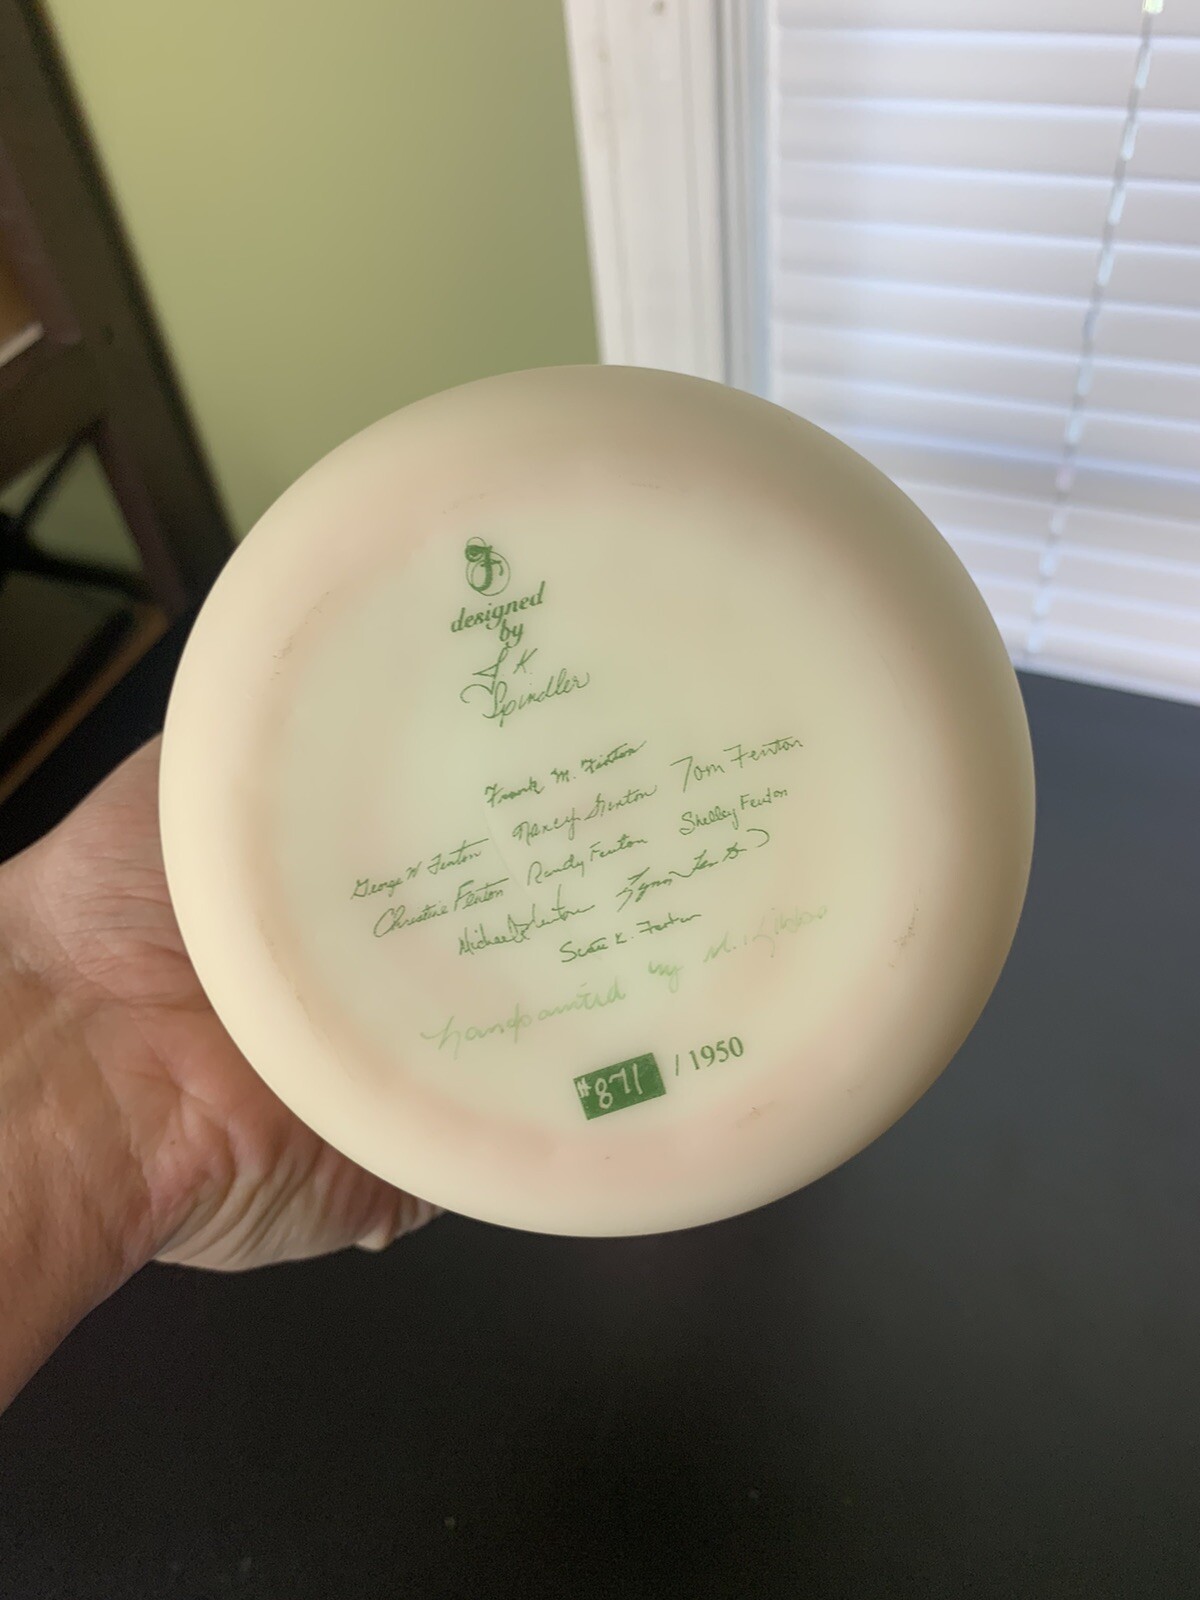 F
designed
by
J K
Spindler
Frank M. Fenton
George W Fenton Nancy Fenton Tom Fenton
Christine Fenton Randy Fenton Shelley Fenton
Michael D Fenton Lynn Fenton
Scott K. Fenton
handpainted by M. Kibbe
#871 / 1950